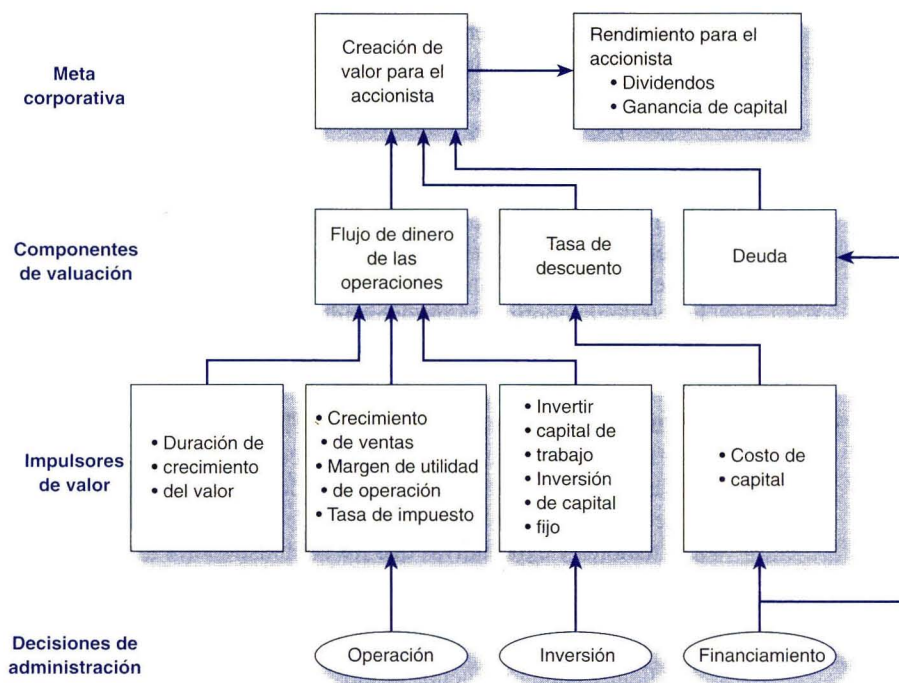 Meta
corporativa
Creación de
valor para el
accionista
Rendimiento para el
accionista
• Dividendos
• Ganancia de capital
Componentes
de valuación
Flujo de dinero
de las
operaciones
Tasa de
descuento
Deuda
Impulsores
de valor
• Duración de
• crecimiento
• del valor
• Crecimiento
• de ventas
• Margen de utilidad
• de operación
• Tasa de impuesto
• Invertir
• capital de
• trabajo
• Inversión
• de capital
• fijo
• Costo de
• capital
Decisiones de
administración
Operación
Inversión
Financiamiento